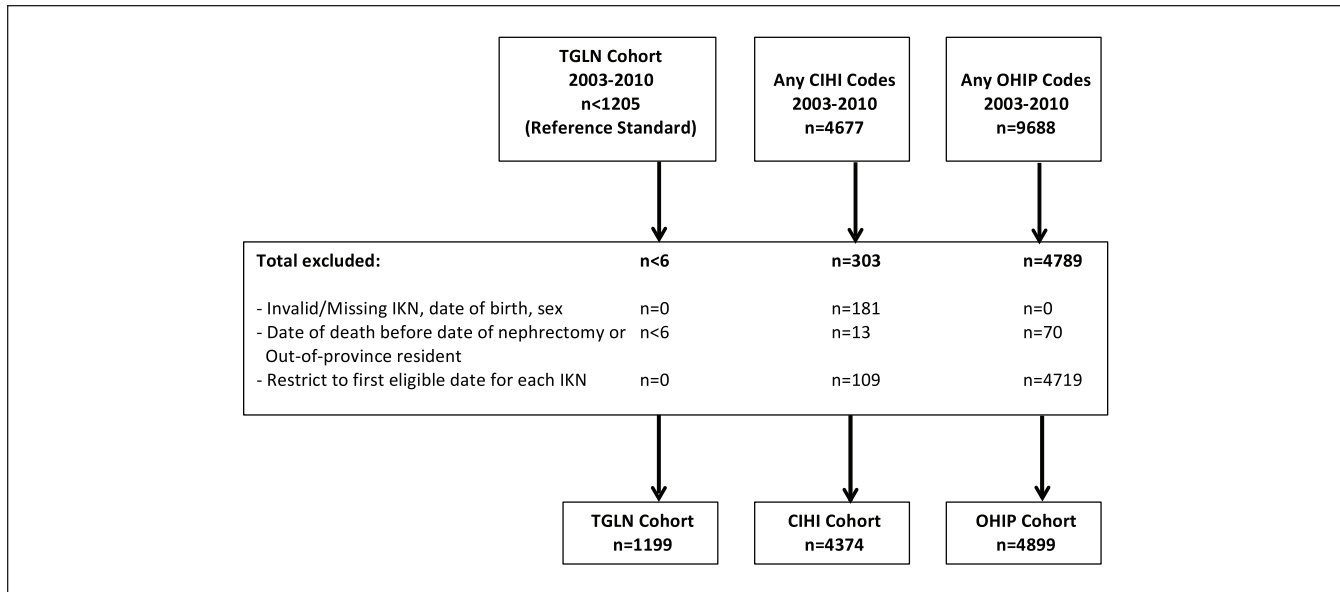 TGLN Cohort
2003-2010
n<1205
(Reference Standard)
Any CIHI Codes
2003-2010
n=4677
Any OHIP Codes
2003-2010
n=9688
Total excluded: n<6 n=303 n=4789
- Invalid/Missing IKN, date of birth, sex n=0 n=181 n=0
- Date of death before date of nephrectomy or n<6 n=13 n=70
Out-of-province resident
- Restrict to first eligible date for each IKN n=0 n=109 n=4719
TGLN Cohort
n=1199
CIHI Cohort
n=4374
OHIP Cohort
n=4899